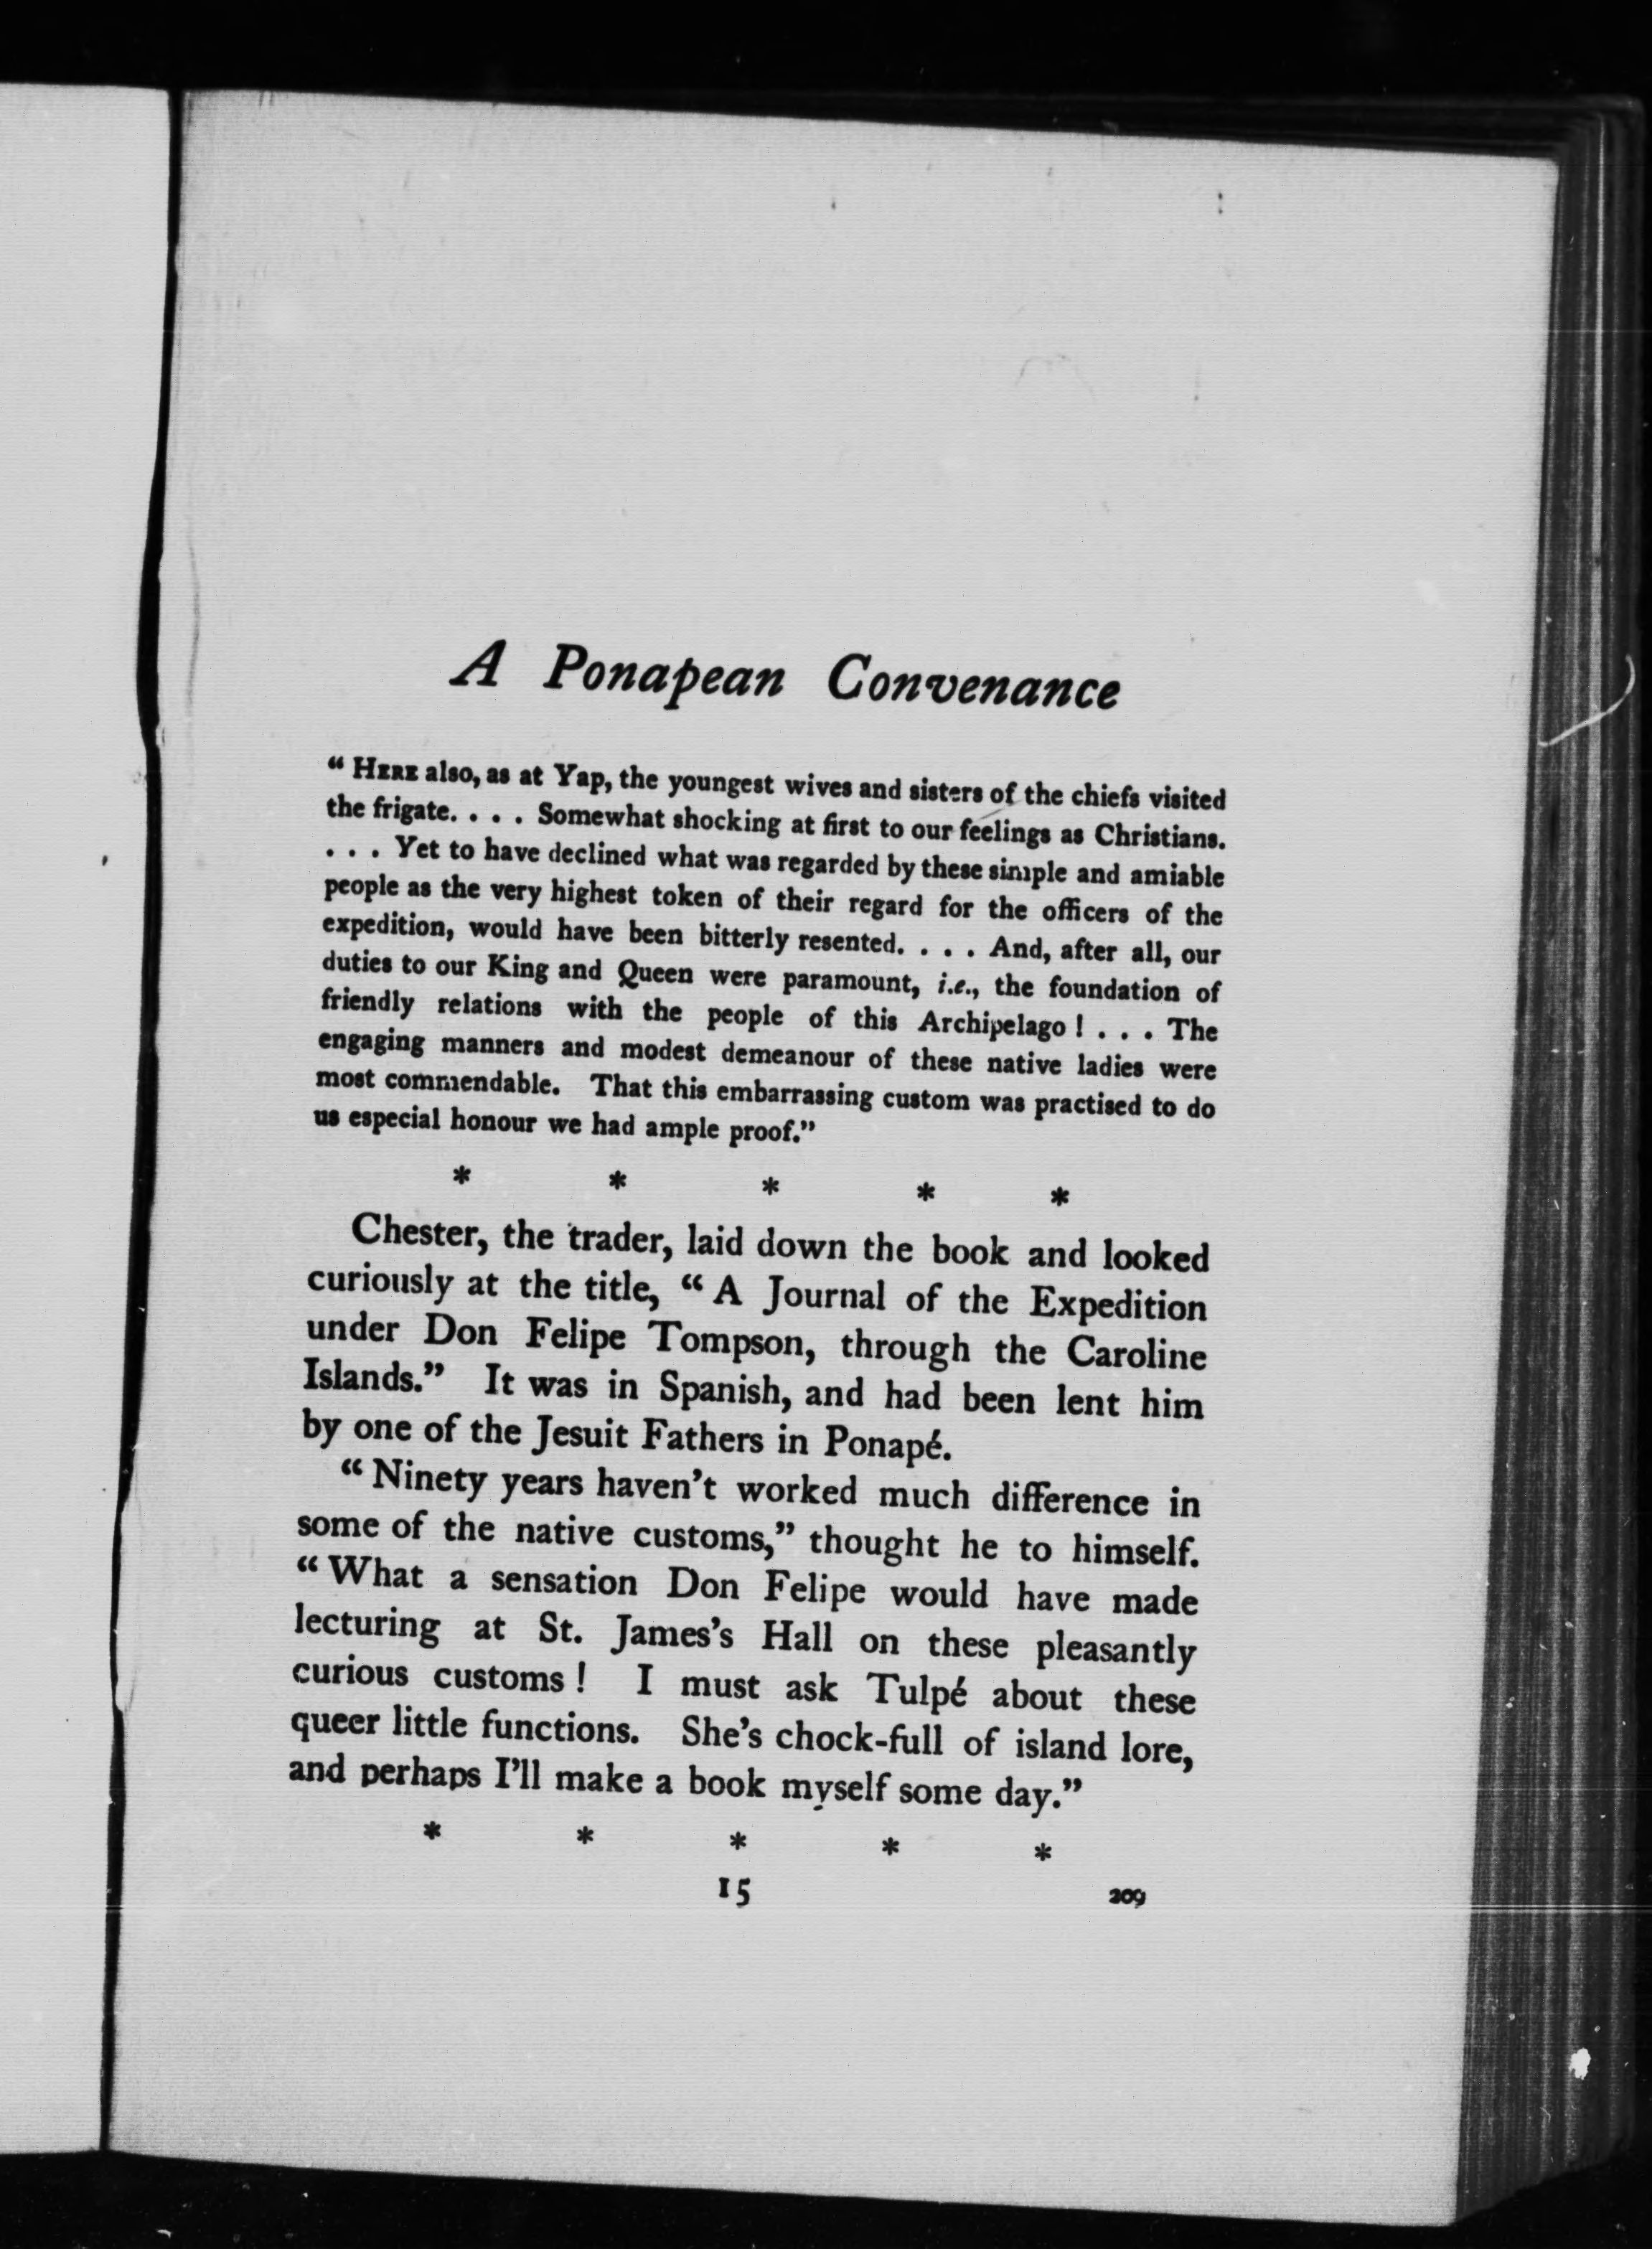 A Ponapean Convenance
“ HERE also, as at Yap, the youngest wives and sisters of the chiefs visited
the frigate. . . . Somewhat shocking at first to our feelings as Christians.
. . . Yet to have declined what was regarded by these simple and amiable
people as the very highest token of their regard for the officers of the
expedition, would have been bitterly resented. . . . And, after all, our
duties to our King and Queen were paramount, i.e., the foundation of
friendly relations with the people of this Archipelago ! . . . The
engaging manners and modest demeanour of these native ladies were
most commendable. That this embarrassing custom was practised to do
us especial honour we had ample proof.”
* * * * *
Chester, the trader, laid down the book and looked
curiously at the title, “ A Journal of the Expedition
under Don Felipe Tompson, through the Caroline
Islands.” It was in Spanish, and had been lent him
by one of the Jesuit Fathers in Ponapé.
“ Ninety years haven’t worked much difference in
some of the native customs,” thought he to himself.
“ What a sensation Don Felipe would have made
lecturing at St. James’s Hall on these pleasantly
curious customs ! I must ask Tulpé about these
queer little functions. She’s chock-full of island lore,
and perhaps I’ll make a book myself some day.”
* * * * *
15 209